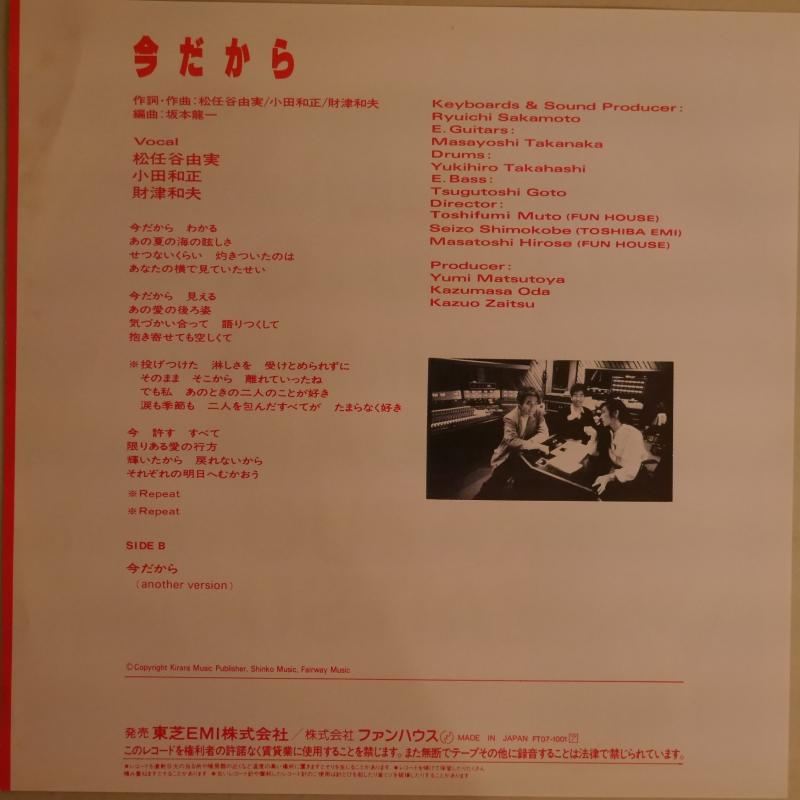 今だから
作詞・作曲:松任谷由実/小田和正/財津和夫
編曲:坂本龍一
Vocal
松任谷由実
小田和正
財津和夫
今だから わかる
あの夏の海の眩しさ
せつないくらい 灼きついたのは
あなたの横で見ていたせい
今だから 見える
あの愛の後ろ姿
気づかい合って 語りつくして
抱き寄せても空しくて
※投げつけた 淋しさを 受けとめられずに
そのまま そこから 離れていったね
でも私 あのときの二人のことが好き
涙も季節も 二人を包んだすべてが たまらなく好き
今 許す すべて
限りある愛の行方
輝いたから 戻れないから
それぞれの明日へむかおう
※Repeat
※Repeat
SIDE B
今だから
(another version)
Keyboards & Sound Producer:
Ryuichi Sakamoto
E. Guitars:
Masayoshi Takanaka
Drums:
Yukihiro Takahashi
E. Bass:
Tsugutoshi Goto
Director:
Toshifumi Muto (FUN HOUSE)
Seizo Shimokobe (TOSHIBA EMI)
Masatoshi Hirose (FUN HOUSE)
Producer:
Yumi Matsutoya
Kazumasa Oda
Kazuo Zaitsu
©Copyright Kirara Music Publisher, Shinko Music, Fairway Music
発売 東芝EMI株式会社/株式会社 ファンハウス Ⓨ MADE IN JAPAN FT07-1001 P
このレコードを権利者の許諾なく賃貸業に使用することを禁じます。また無断でテープその他に録音することは法律で禁じられています。